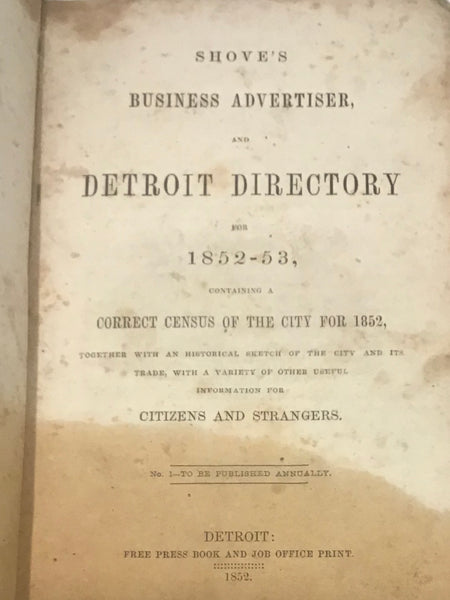 SHOVE'S
BUSINESS ADVERTISER,
AND
DETROIT DIRECTORY
FOR
1852-53,
CONTAINING A
CORRECT CENSUS OF THE CITY FOR 1852,
TOGETHER WITH AN HISTORICAL SKETCH OF THE CITY AND ITS
TRADE, WITH A VARIETY OF OTHER USEFUL
INFORMATION FOR
CITIZENS AND STRANGERS.
No. 1—TO BE PUBLISHED ANNUALLY.
DETROIT:
FREE PRESS BOOK AND JOB OFFICE PRINT.
1852.